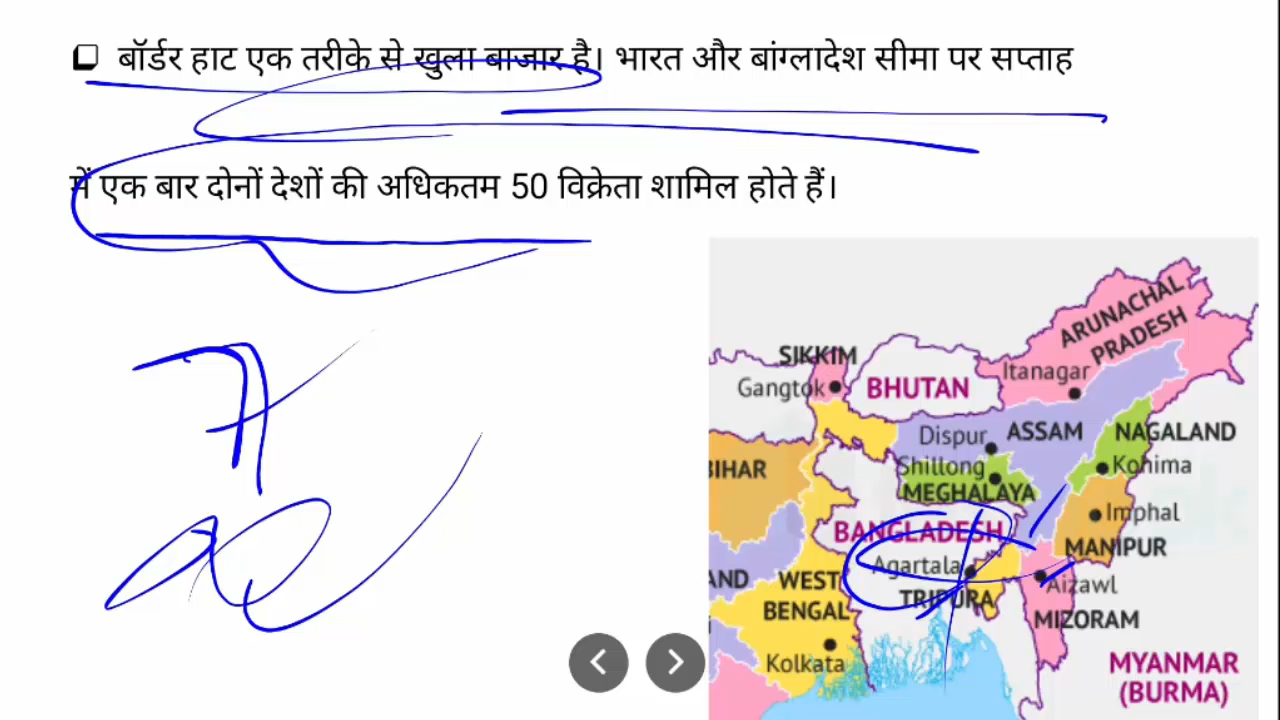 ❑ बॉर्डर हाट एक तरीके से खुला बाजार है। भारत और बांग्लादेश सीमा पर सप्ताह
में एक बार दोनों देशों की अधिकतम 50 विक्रेता शामिल होते हैं।
ARUNACHAL
PRADESH
SIKKIM
Gangtok
BHUTAN
Itanagar
Dispur
ASSAM
NAGALAND
BIHAR
Shillong
Kohima
MEGHALAYA
Imphal
BANGLADESH
MANIPUR
Agartala
AND
WEST
BENGAL
TRIPURA
Aizawl
MIZORAM
Kolkata
MYANMAR
(BURMA)